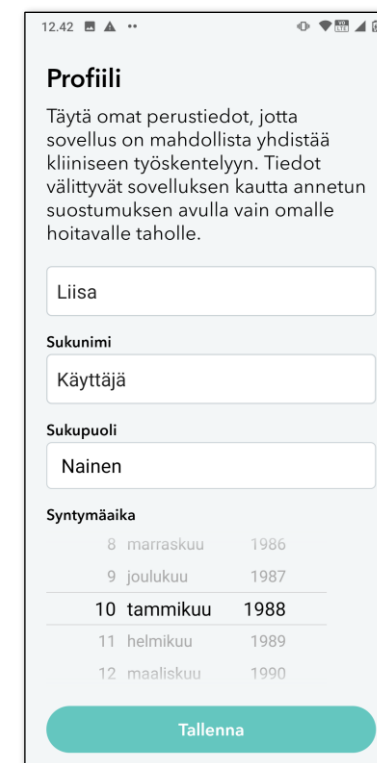 12.42
Profiili
Täytä omat perustiedot, jotta
sovellus on mahdollista yhdistää
kliiniseen työskentelyyn. Tiedot
välittyvät sovelluksen kautta annetun
suostumuksen avulla vain omalle
hoitavalle taholle.
Liisa
Sukunimi
Käyttäjä
Sukupuoli
Nainen
Syntymäaika
8 marraskuu 1986
9 joulukuu 1987
10 tammikuu 1988
11 helmikuu 1989
12 maaliskuu 1990
Tallenna